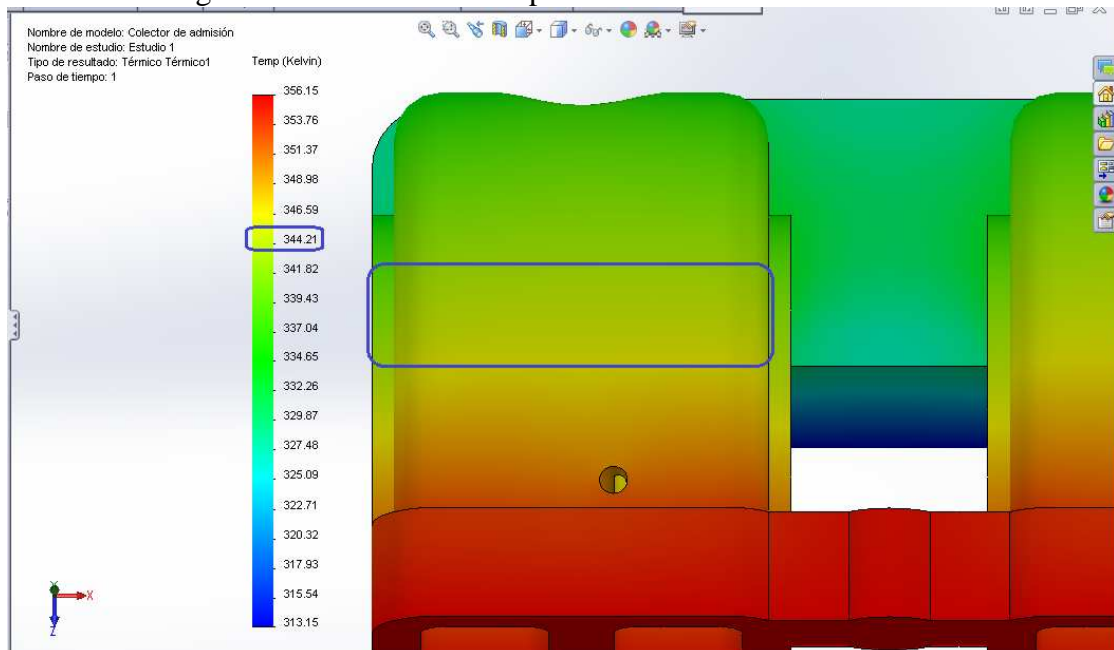 Nombre de modelo: Colector de admisión
Nombre de estudio: Estudio 1
Tipo de resultado: Térmico Térmico1
Paso de tiempo: 1
Temp (Kelvin)
356.15
353.76
351.37
348.98
346.59
344.21
341.82
339.43
337.04
334.65
332.26
329.87
327.48
325.09
322.71
320.32
317.93
315.54
313.15
Y
X
Z